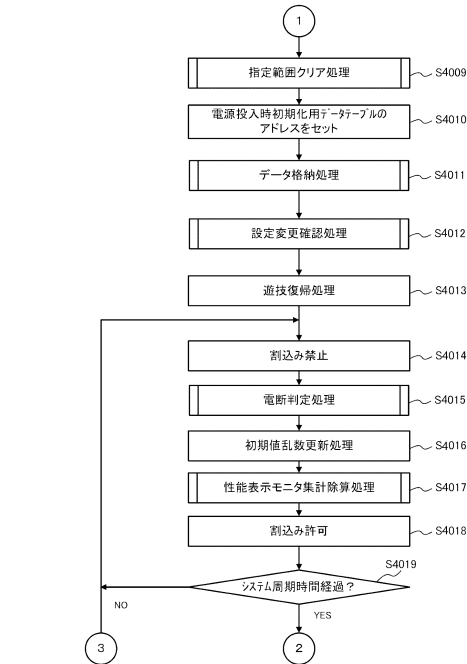 1
指定範囲クリア処理
S4009
電源投入時初期化用データテーブルの
アドレスをセット
S4010
データ格納処理
S4011
設定変更確認処理
S4012
遊技復帰処理
S4013
割込み禁止
S4014
電断判定処理
S4015
初期値乱数更新処理
S4016
性能表示モニタ集計除算処理
S4017
割込み許可
S4018
S4019
システム周期時間経過？
NO
YES
3
2